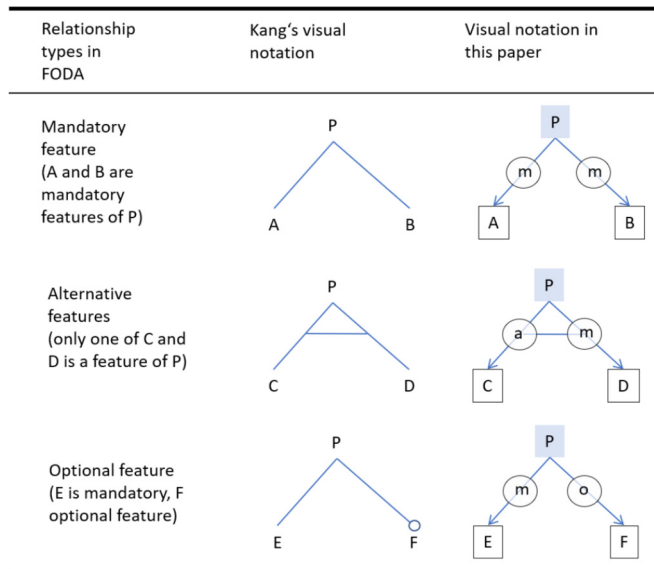 Relationship
types in
FODA
Kang‘s visual
notation
Visual notation in
this paper
Mandatory
feature
(A and B are
mandatory
features of P)
P
A
B
P
m
m
A
B
Alternative
features
(only one of C and
D is a feature of P)
P
C
D
P
a
m
C
D
Optional feature
(E is mandatory, F
optional feature)
P
E
F
P
m
o
E
F